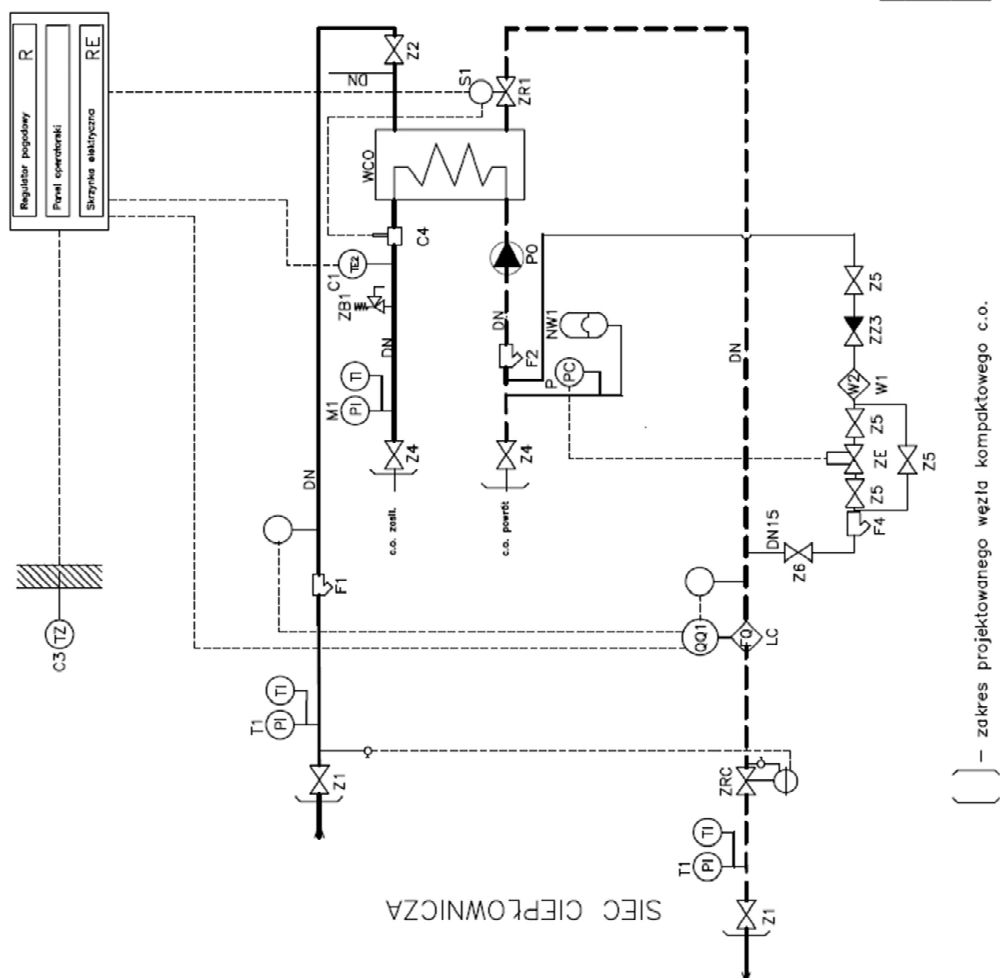 Regulator pogodowy R
Panel operatorski
Skrzynka elektryczna RE
C3
TZ
Z2
DN
S1
ZR1
WCO
C4
C1
TE2
ZB1
DN
M1
PI
TI
Z4
c.o. zasil.
PO
DN
F2
NW1
P
PC
Z4
c.o. powrót
DN
F1
T1
PI
TI
Z1
DN
Z5
ZZ3
W2
W1
Z5
ZE
Z5
Z5
F4
DN15
Z6
QQ1
FQ
LC
ZRC
T1
PI
TI
Z1
SIEC CIEPŁOWNICZA
– zakres projektowanego węzła kompaktowego c.o.